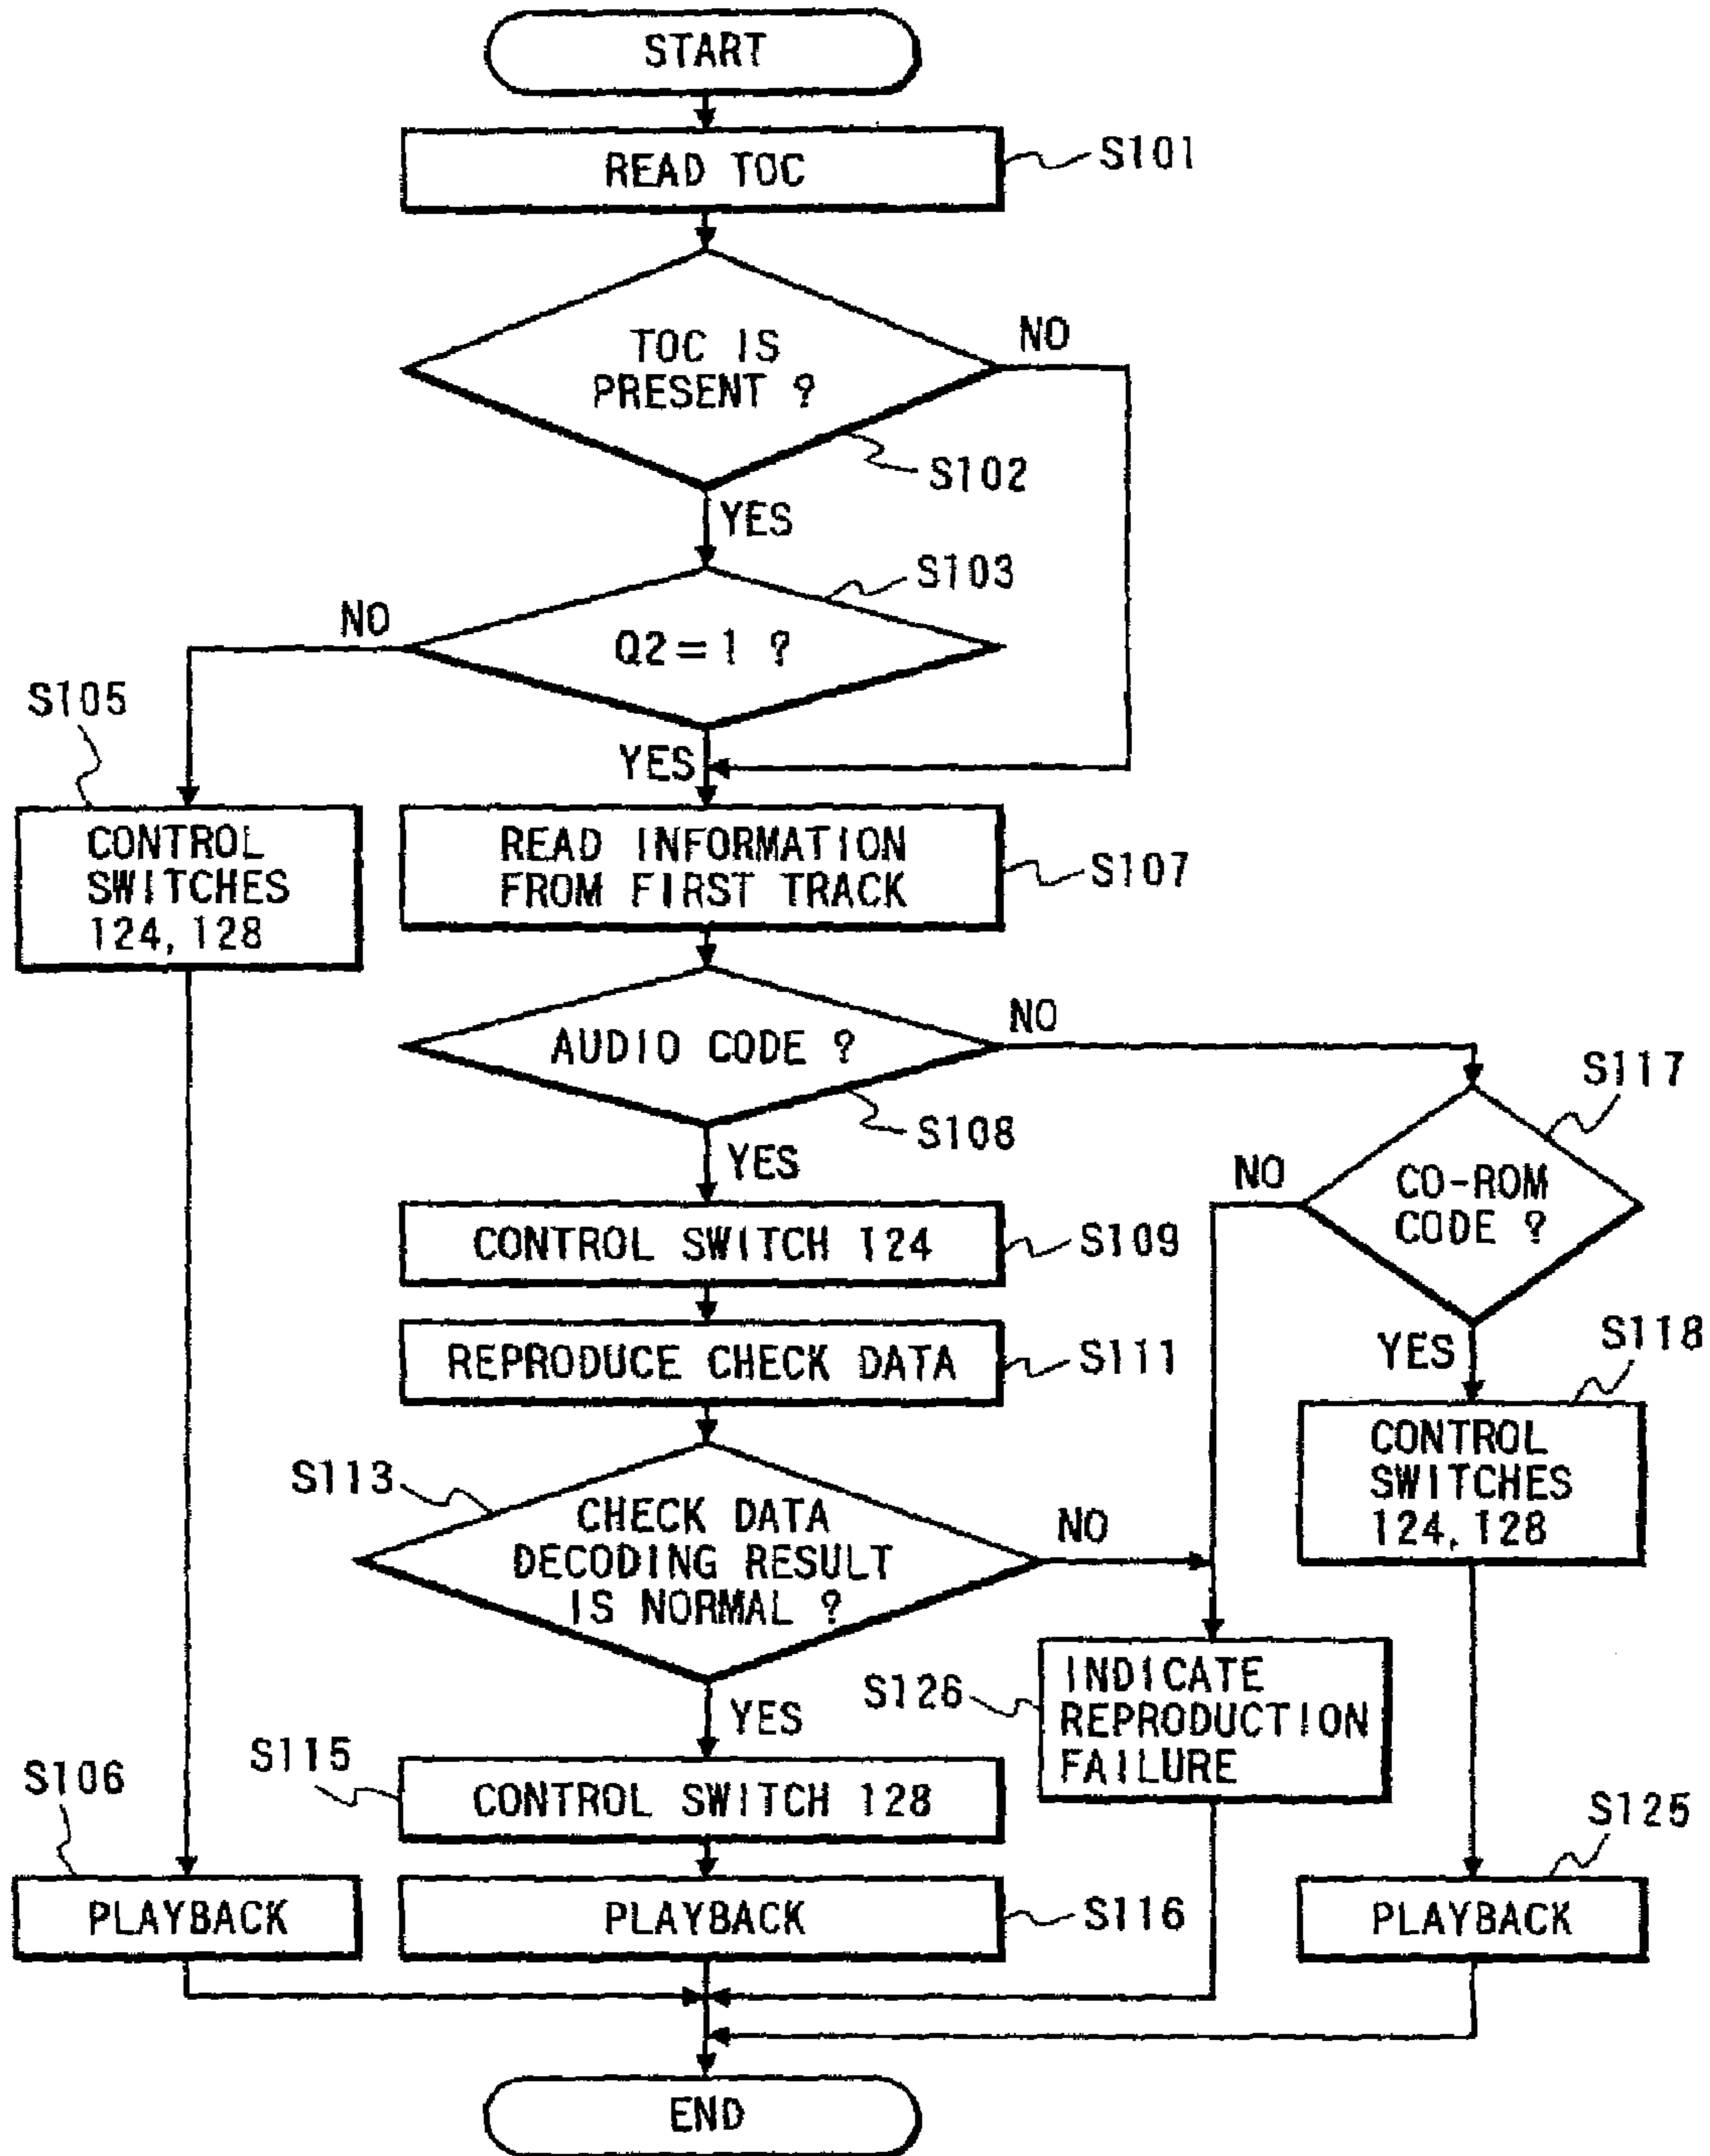 START
READ TOC
S101
TOC IS
PRESENT ?
NO
S102
YES
S103
Q2=1 ?
NO
S105
YES
CONTROL
SWITCHES
124, 128
READ INFORMATION
FROM FIRST TRACK
S107
AUDIO CODE ?
NO
S108
YES
S117
CO-ROM
CODE ?
NO
CONTROL SWITCH 124
S109
YES
S118
REPRODUCE CHECK DATA
S111
CONTROL
SWITCHES
124, 128
S113
CHECK DATA
DECODING RESULT
IS NORMAL ?
NO
YES
S126
INDICATE
REPRODUCTION
FAILURE
S115
CONTROL SWITCH 128
S106
PLAYBACK
PLAYBACK
S116
S125
PLAYBACK
END